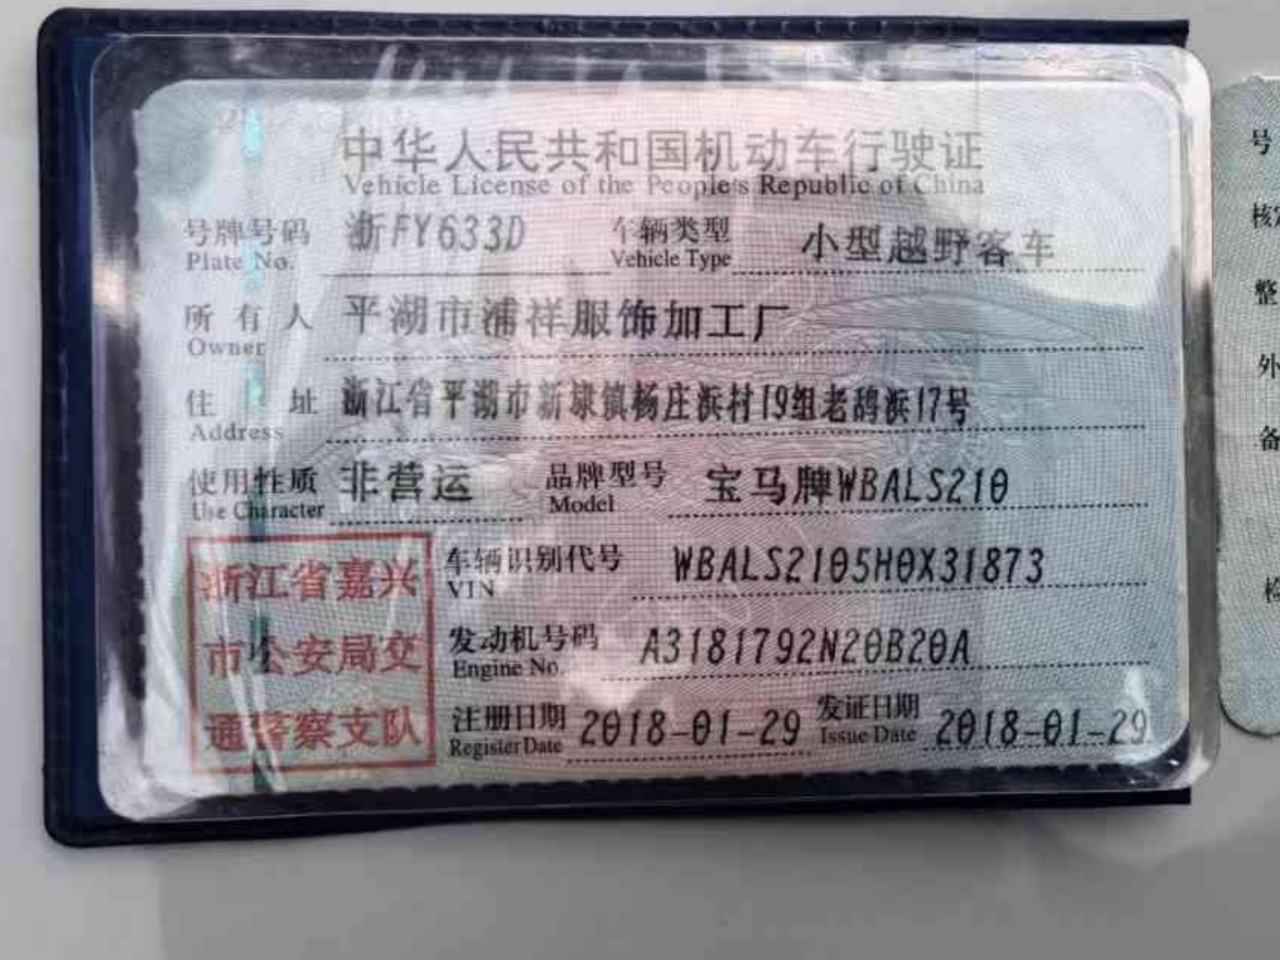 中华人民共和国机动车行驶证
Vehicle License of the People's Republic of China
号牌号码 浙FY633D 车辆类型 小型越野客车
Plate No. Vehicle Type
所有人 平湖市浦祥服饰加工厂
Owner
住址 浙江省平湖市新埭镇杨庄浜村19组老鸪浜17号
Address
使用性质 非营运 品牌型号 宝马牌WBALS210
Use Character Model
浙江省嘉兴
市公安局交
通警察支队
车辆识别代号 WBALS2105H0X31873
VIN
发动机号码 A3181792N20B20A
Engine No.
注册日期 2018-01-29 发证日期 2018-01-29
Register Date Issue Date
号
核
整
外
备